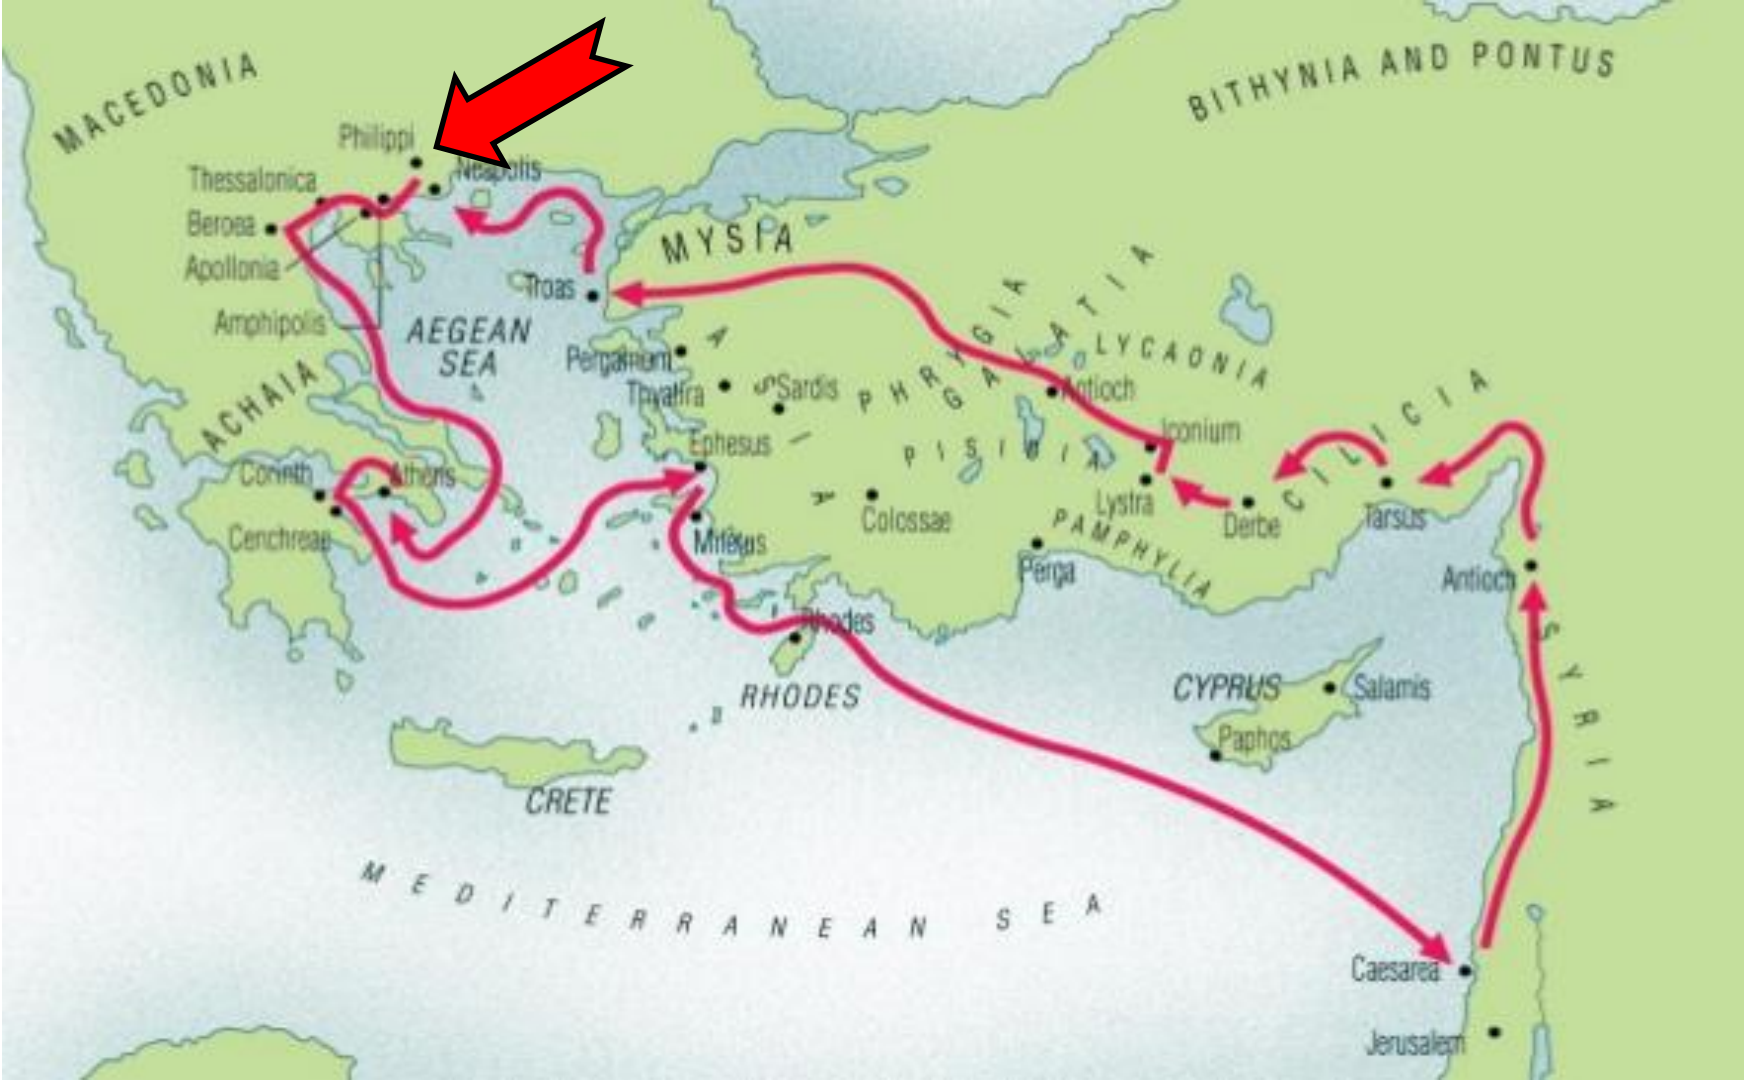 BITHYNIA AND PONTUS
MACEDONIA
Philippi
Neapolis
Thessalonica
Beroea
MYSIA
Apollonia
Troas
Amphipolis
AEGEAN
SEA
PHRYGIA
GALATIA
LYCAONIA
Pergamum
Thyatira
Sardis
Antioch
CILICIA
ACHAIA
ASIA
Ephesus
Iconium
PISIDIA
Corinth
Athens
Lystra
Derbe
Tarsus
Colossae
PAMPHYLIA
Cenchreae
Miletus
Perga
Antioch
Rhodes
SYRIA
RHODES
CYPRUS
Salamis
Paphos
CRETE
MEDITERRANEAN SEA
Caesarea
Jerusalem